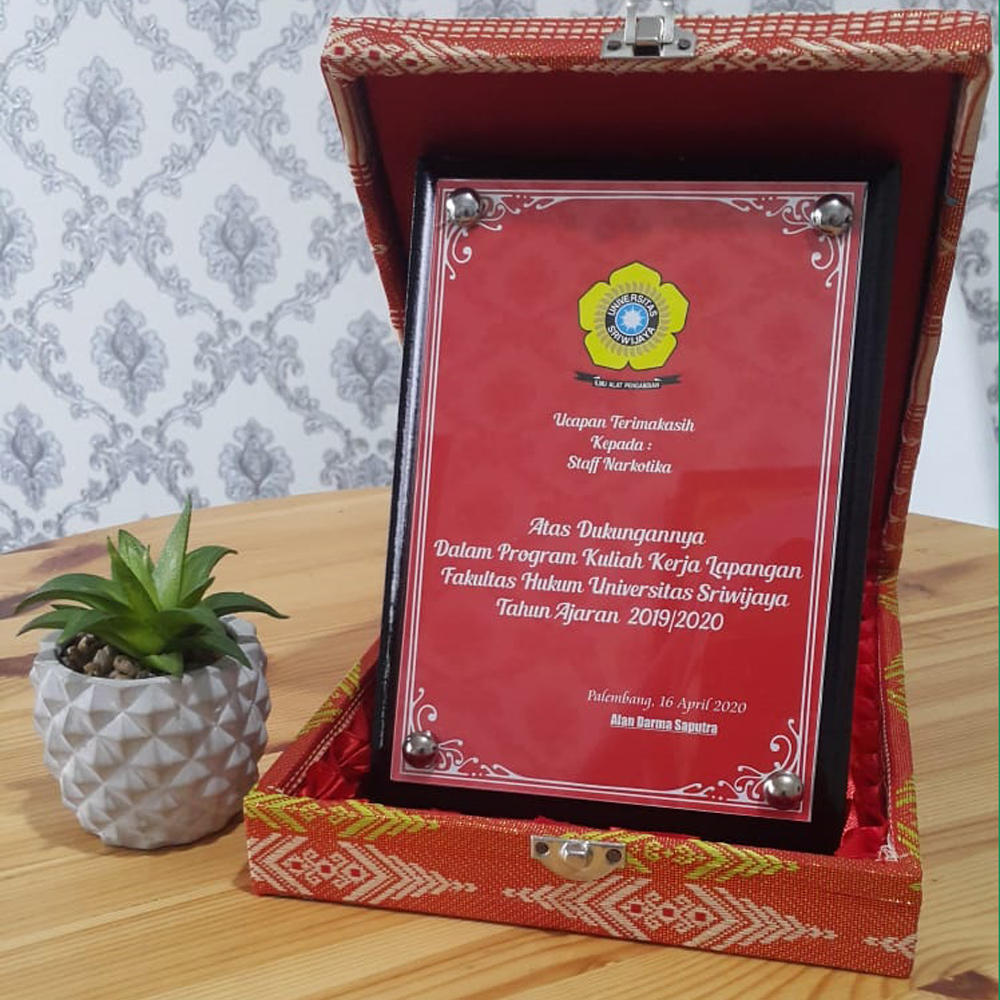 UNIVERSITAS
SRIWIJAYA
ILMU ALAT PENGABDIAN
Ucapan Terimakasih
Kepada :
Staff Narkotika
Atas Dukungannya
Dalam Program Kuliah Kerja Lapangan
Fakultas Hukum Universitas Sriwijaya
Tahun Ajaran 2019/2020
Palembang, 16 April 2020
Alan Darma Saputra